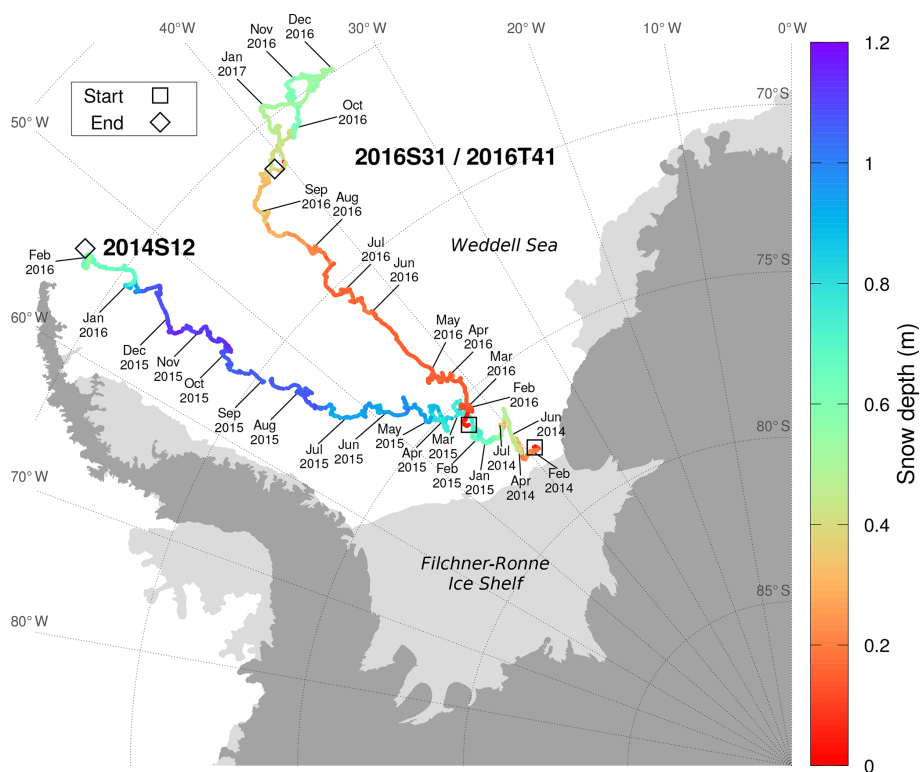 40° W
30° W
20° W
10° W
0° W
Dec
2016
Nov
2016
Jan
2017
Oct
2016
Start
End
50° W
70° S
2016S31 / 2016T41
Sep
2016
Aug
2016
2014S12
Weddell Sea
Jul
2016
Jun
2016
Feb
2016
75° S
Jan
2016
60° W
May
2016
Apr
2016
Dec
2015
Nov
2015
Mar
2016
Oct
2015
Feb
2016
Sep
2015
Aug
2015
Jul
2015
Jun
2015
May
2015
Apr
2015
Mar
2015
Feb
2015
Jan
2015
Jul
2014
Jun
2014
Apr
2014
Feb
2014
80° S
70° W
Filchner-Ronne
Ice Shelf
85° S
80° W
1.2
1
0.8
0.6
0.4
0.2
0
Snow depth (m)